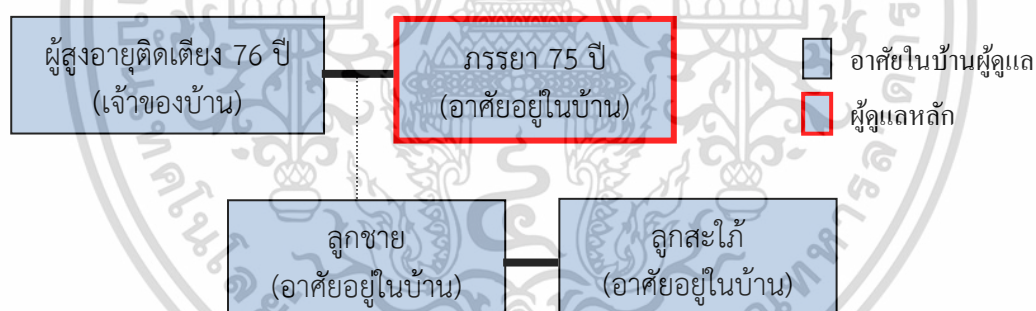 ผู้สูงอายุติดเตียง 76 ปี
(เจ้าของบ้าน)
ภรรยา 75 ปี
(อาศัยอยู่ในบ้าน)
อาศัยในบ้านผู้ดูแล
ผู้ดูแลหลัก
ลูกชาย
(อาศัยอยู่ในบ้าน)
ลูกสะใภ้
(อาศัยอยู่ในบ้าน)